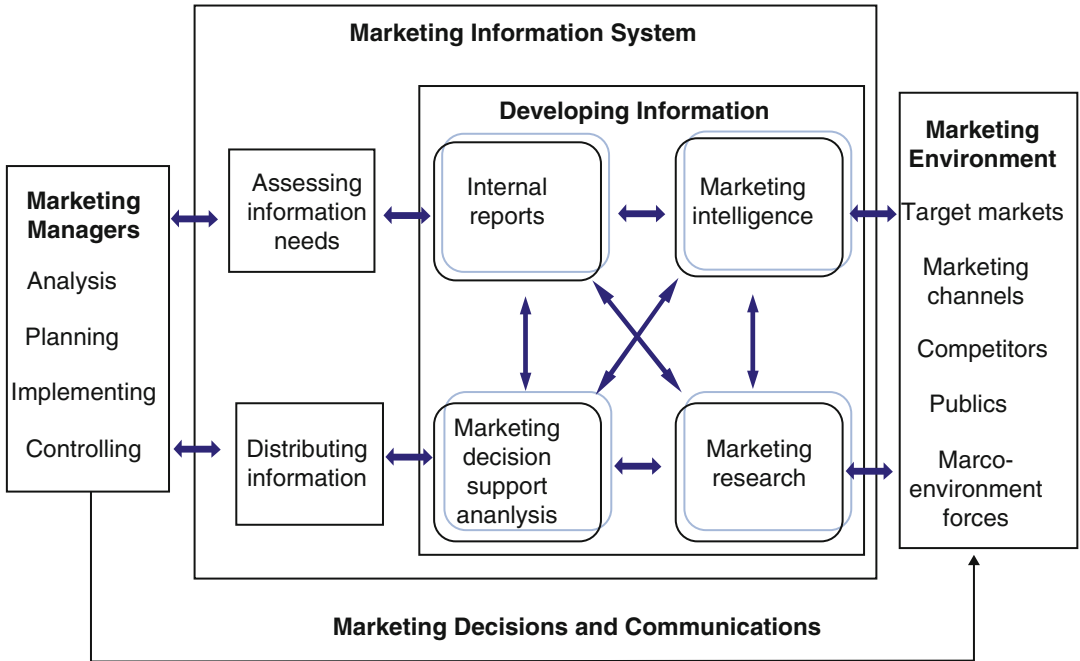 Marketing Information System
Developing Information
Marketing
Managers
Analysis
Planning
Implementing
Controlling
Assessing
information
needs
Distributing
information
Internal
reports
Marketing
intelligence
Marketing
decision
support
ananlysis
Marketing
research
Marketing
Environment
Target markets
Marketing
channels
Competitors
Publics
Marco-
environment
forces
Marketing Decisions and Communications